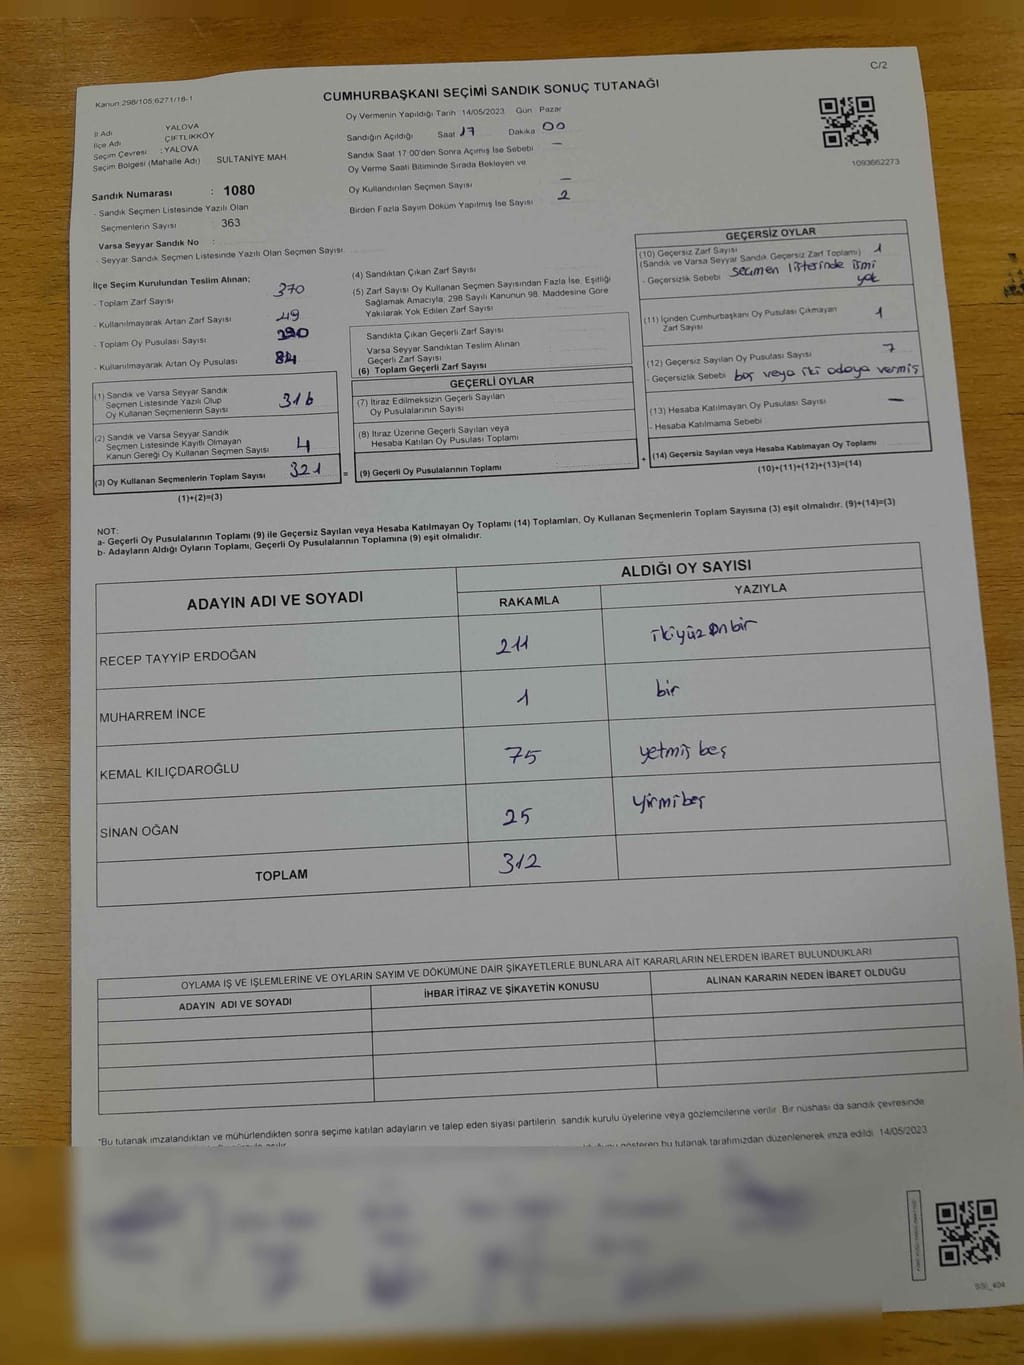 C/2
Kanun 298/105;6271/18-1
CUMHURBAŞKANI SEÇİMİ SANDIK SONUÇ TUTANAĞI
İl Adı YALOVA
İlçe Adı ÇİFTLİKKÖY
Seçim Çevresi : YALOVA
Seçim Bölgesi (Mahalle Adı) SULTANİYE MAH.
Oy Vermenin Yapıldığı Tarih 14/05/2023 Gün Pazar
Sandığın Açıldığı Saat 17 Dakika 00
Sandık Saat 17:00'den Sonra Açımış İse Sebebi —
Oy Verme Saati Bitiminde Sırada Bekleyen ve
Oy Kullandırılan Seçmen Sayısı —
Birden Fazla Sayım Döküm Yapılmış İse Sayısı 2
1093662273
Sandık Numarası : 1080
- Sandık Seçmen Listesinde Yazılı Olan
Seçmenlerin Sayısı 363
Varsa Seyyar Sandık No :
- Seyyar Sandık Seçmen Listesinde Yazılı Olan Seçmen Sayısı
İlçe Seçim Kurulundan Teslim Alınan;
- Toplam Zarf Sayısı 370
- Kullanılmayarak Artan Zarf Sayısı 49
- Toplam Oy Pusulası Sayısı
- Kullanılmayarak Artan Oy Pusulası 84
(1) Sandık ve Varsa Seyyar Sandık
Seçmen Listesinde Yazılı Olup
Oy Kullanan Seçmenlerin Sayısı 316
(2) Sandık ve Varsa Seyyar Sandık
Seçmen Listesinde Kayıtlı Olmayan
Kanun Gereği Oy Kullanan Seçmen Sayısı 4
(3) Oy Kullanan Seçmenlerin Toplam Sayısı 321
(1)+(2)=(3)
(4) Sandıktan Çıkan Zarf Sayısı
(5) Zarf Sayısı Oy Kullanan Seçmen Sayısından Fazla İse, Eşitliği
Sağlamak Amacıyla, 298 Sayılı Kanunun 98. Maddesine Göre
Yakılarak Yok Edilen Zarf Sayısı
Sandıkta Çıkan Geçerli Zarf Sayısı
Varsa Seyyar Sandıktan Teslim Alınan
Geçerli Zarf Sayısı
(6) Toplam Geçerli Zarf Sayısı
GEÇERLİ OYLAR
(7) İtiraz Edilmeksizin Geçerli Sayılan
Oy Pusulalarının Sayısı
(8) İtiraz Üzerine Geçerli Sayılan veya
Hesaba Katılan Oy Pusulası Toplamı
= (9) Geçerli Oy Pusulalarının Toplamı
GEÇERSİZ OYLAR
(10) Geçersiz Zarf Sayısı 1
(Sandık ve Varsa Seyyar Sandık Geçersiz Zarf Toplamı)
- Geçersizlik Sebebi seçmen listerinde ismi
yok
(11) İçinden Cumhurbaşkanı Oy Pusulası Çıkmayan
Zarf Sayısı 1
(12) Geçersiz Sayılan Oy Pusulası Sayısı 7
- Geçersizlik Sebebi boş veya iki adaya vermiş
(13) Hesaba Katılmayan Oy Pusulası Sayısı —
- Hesaba Katılmama Sebebi
+ (14) Geçersiz Sayılan veya Hesaba Katılmayan Oy Toplamı
(10)+(11)+(12)+(13)=(14)
NOT:
a- Geçerli Oy Pusulalarının Toplamı (9) ile Geçersiz Sayılan veya Hesaba Katılmayan Oy Toplamı (14) Toplamları, Oy Kullanan Seçmenlerin Toplam Sayısına (3) eşit olmalıdır. (9)+(14)=(3)
b- Adayların Aldığı Oyların Toplamı, Geçerli Oy Pusulalarının Toplamına (9) eşit olmalıdır.
ADAYIN ADI VE SOYADI
ALDIĞI OY SAYISI
RAKAMLA YAZIYLA
RECEP TAYYİP ERDOĞAN 211 ikiyüz onbir
MUHARREM İNCE 1 bir
KEMAL KILIÇDAROĞLU 75 yetmiş beş
SİNAN OĞAN 25 yirmibeş
TOPLAM 312
OYLAMA İŞ VE İŞLEMLERİNE VE OYLARIN SAYIM VE DÖKÜMÜNE DAİR ŞİKAYETLERLE BUNLARA AİT KARARLARIN NELERDEN İBARET BULUNDUKLARI
ADAYIN ADI VE SOYADI İHBAR İTİRAZ VE ŞİKAYETİN KONUSU ALINAN KARARIN NEDEN İBARET OLDUĞU
*Bu tutanak imzalandıktan ve mühürlendikten sonra seçime katılan adayların ve talep eden siyasi partilerin sandık kurulu üyelerine veya gözlemcilerine verilir. Bir nüshası da sandık çevresinde
gösteren bu tutanak tarafımızdan düzenlenerek imza edildi. 14/05/2023
SSI_404